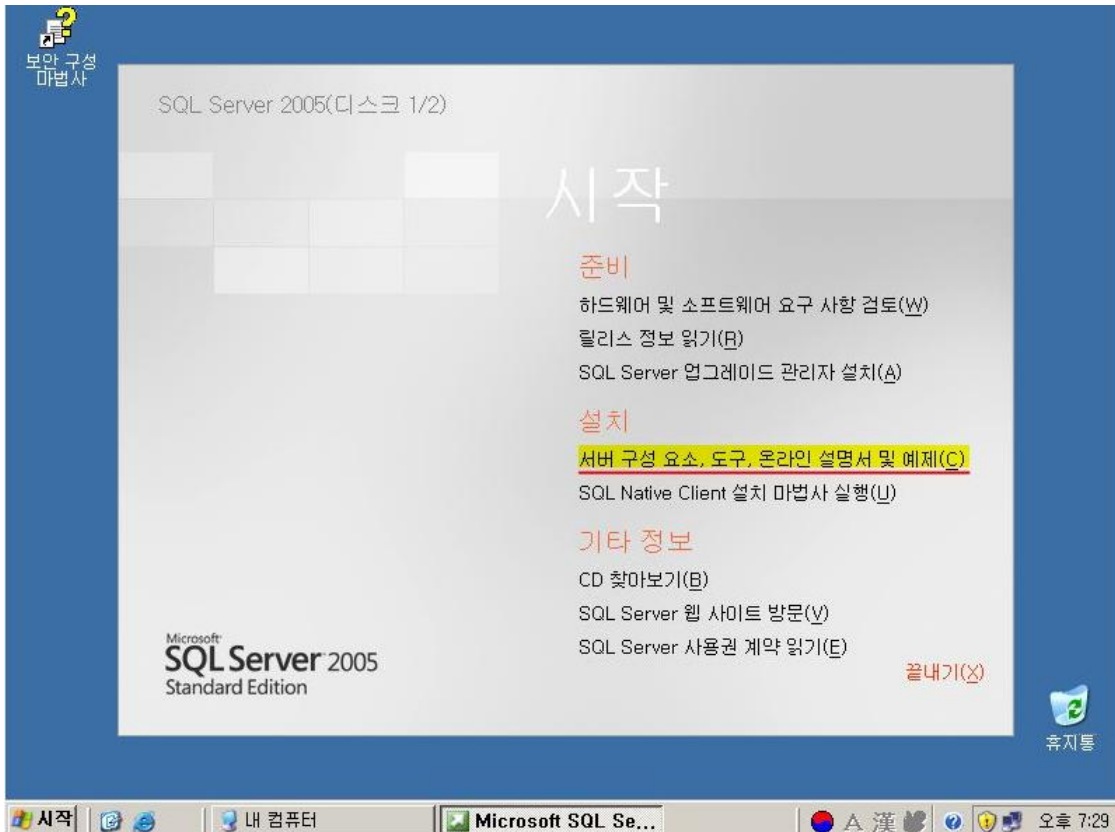 보안 구성
마법사
SQL Server 2005(디스크 1/2)
시작
준비
하드웨어 및 소프트웨어 요구 사항 검토(W)
릴리스 정보 읽기(R)
SQL Server 업그레이드 관리자 설치(A)
설치
서버 구성 요소, 도구, 온라인 설명서 및 예제(C)
SQL Native Client 설치 마법사 실행(U)
기타 정보
CD 찾아보기(B)
SQL Server 웹 사이트 방문(V)
SQL Server 사용권 계약 읽기(E)
끝내기(X)
Microsoft
SQL Server 2005
Standard Edition
휴지통
시작 내 컴퓨터 Microsoft SQL Se... A 漢 오후 7:29